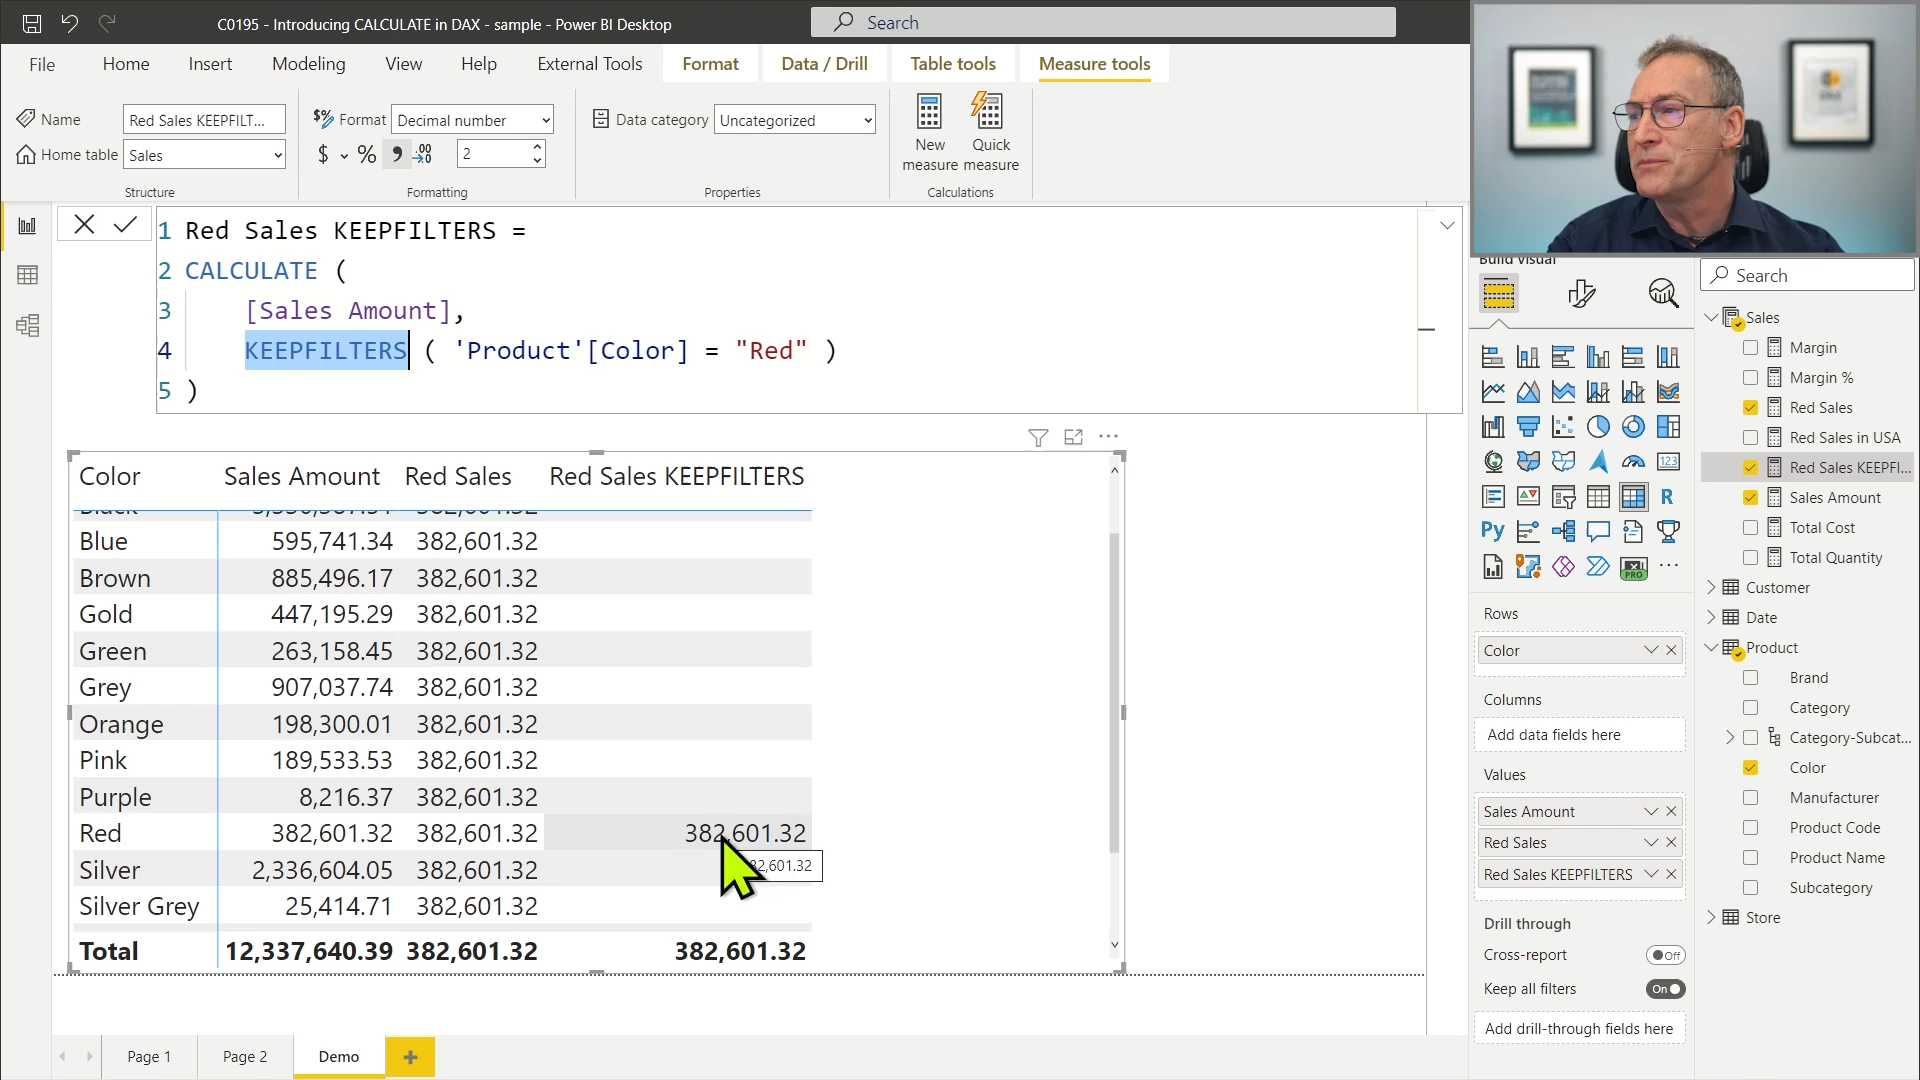 C0195 - Introducing CALCULATE in DAX - sample - Power BI Desktop
Search
File Home Insert Modeling View Help External Tools Format Data / Drill Table tools Measure tools
Name Red Sales KEEPFILT... Format Decimal number Data category Uncategorized New measure Quick measure
Home table Sales $ % 2
Structure Formatting Properties Calculations
1 Red Sales KEEPFILTERS =
2 CALCULATE (
3 [Sales Amount],
4 KEEPFILTERS ( 'Product'[Color] = "Red" )
5 )
Color Sales Amount Red Sales Red Sales KEEPFILTERS
Blue 595,741.34 382,601.32
Brown 885,496.17 382,601.32
Gold 447,195.29 382,601.32
Green 263,158.45 382,601.32
Grey 907,037.74 382,601.32
Orange 198,300.01 382,601.32
Pink 189,533.53 382,601.32
Purple 8,216.37 382,601.32
Red 382,601.32 382,601.32 382,601.32
Silver 2,336,604.05 382,601.32
Silver Grey 25,414.71 382,601.32
Total 12,337,640.39 382,601.32 382,601.32
Page 1 Page 2 Demo
Build visual
123
R
Py
PRO
Rows
Color
Columns
Add data fields here
Values
Sales Amount
Red Sales
Red Sales KEEPFILTERS
Drill through
Cross-report Off
Keep all filters On
Add drill-through fields here
Search
Sales
Margin
Margin %
Red Sales
Red Sales in USA
Red Sales KEEPFI...
Sales Amount
Total Cost
Total Quantity
Customer
Date
Product
Brand
Category
Category-Subcat...
Color
Manufacturer
Product Code
Product Name
Subcategory
Store